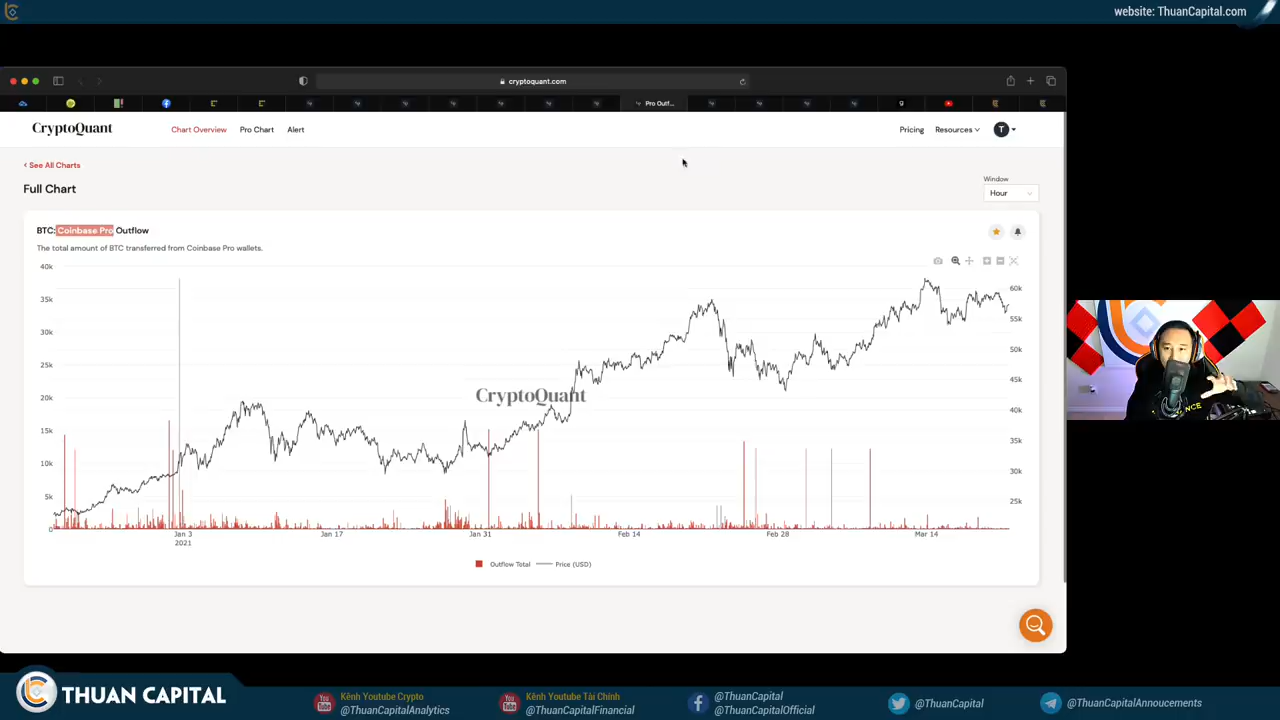 website: ThuanCapital.com
cryptoquant.com
Pro Outf...
CryptoQuant
Chart Overview
Pro Chart
Alert
Pricing
Resources
T
< See All Charts
Full Chart
Window
Hour
BTC: Coinbase Pro Outflow
The total amount of BTC transferred from Coinbase Pro wallets.
40k
35k
30k
25k
20k
15k
10k
5k
0
60k
55k
50k
45k
40k
35k
30k
25k
CryptoQuant
Jan 3
2021
Jan 17
Jan 31
Feb 14
Feb 28
Mar 14
Outflow Total
Price (USD)
THUAN CAPITAL
Kênh Youtube Crypto
@ThuanCapitalAnalytics
Kênh Youtube Tài Chính
@ThuanCapitalFinancial
@ThuanCapital
@ThuanCapitalOfficial
@ThuanCapital
@ThuanCapitalAnnoucements